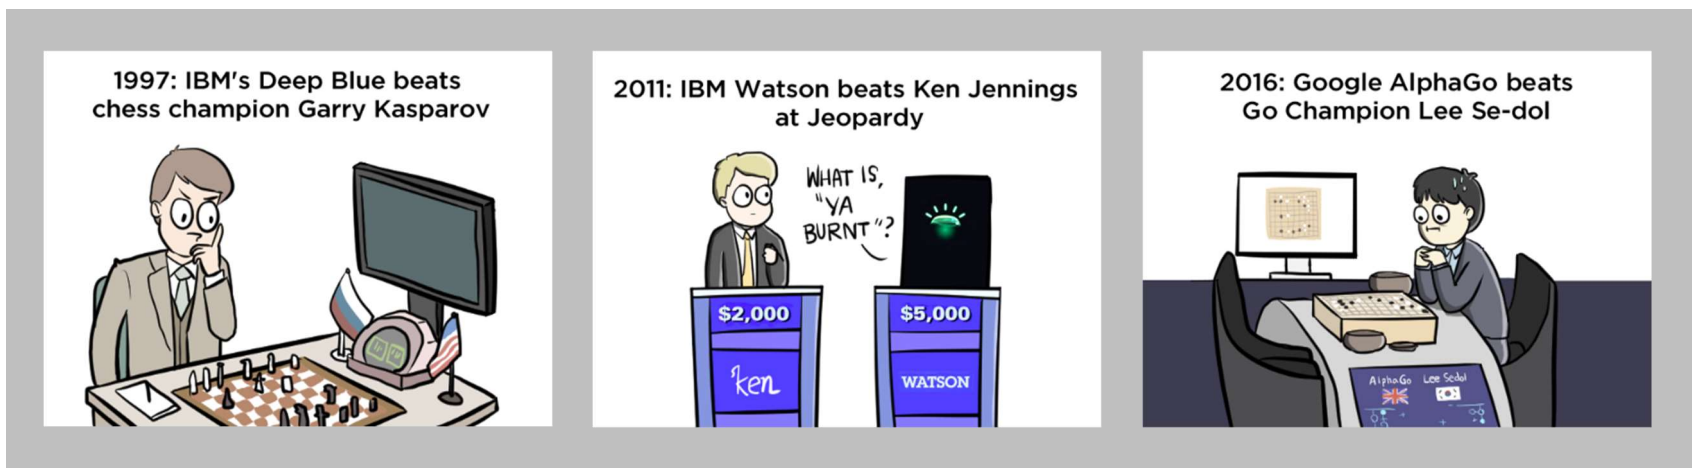 1997: IBM's Deep Blue beats
chess champion Garry Kasparov
2011: IBM Watson beats Ken Jennings
at Jeopardy
WHAT IS,
"YA
BURNT"?
$2,000
$5,000
ken
WATSON
2016: Google AlphaGo beats
Go Champion Lee Se-dol
AlphaGo Lee Sedol